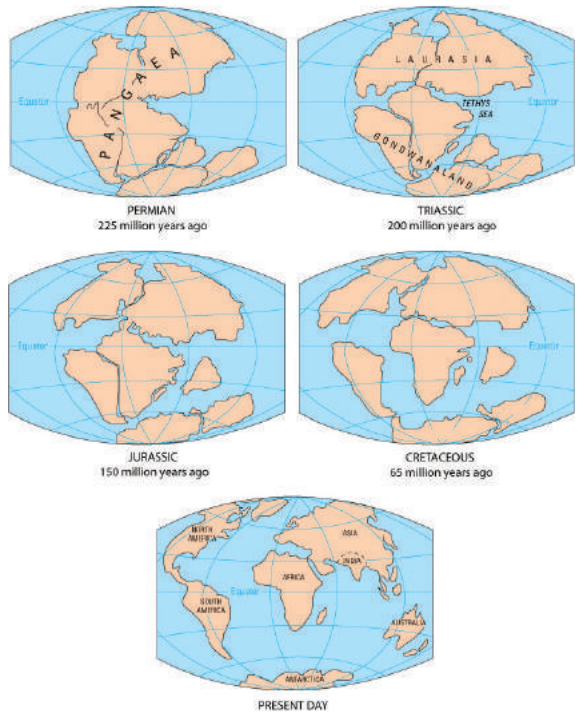 PANGAEA
Equator
PERMIAN
225 million years ago
LAURASIA
TETHYS
SEA
Equator
GONDWANALAND
TRIASSIC
200 million years ago
Equator
JURASSIC
150 million years ago
Equator
CRETACEOUS
65 million years ago
NORTH
AMERICA
ASIA
INDIA
AFRICA
Equator
SOUTH
AMERICA
AUSTRALIA
ANTARCTICA
PRESENT DAY